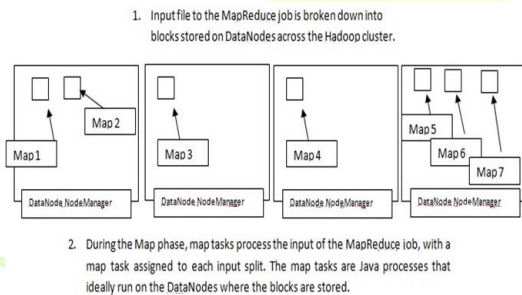 1. Input file to the MapReduce job is broken down into
blocks stored on DataNodes across the Hadoop cluster.
Map 1
Map 2
Map 3
Map 4
Map 5
Map 6
Map 7
DataNode NodeManager
DataNode NodeManager
DataNode NodeManager
DataNode NodeManager
2. During the Map phase, map tasks process the input of the MapReduce job, with a
map task assigned to each input split. The map tasks are Java processes that
ideally run on the DataNodes where the blocks are stored.